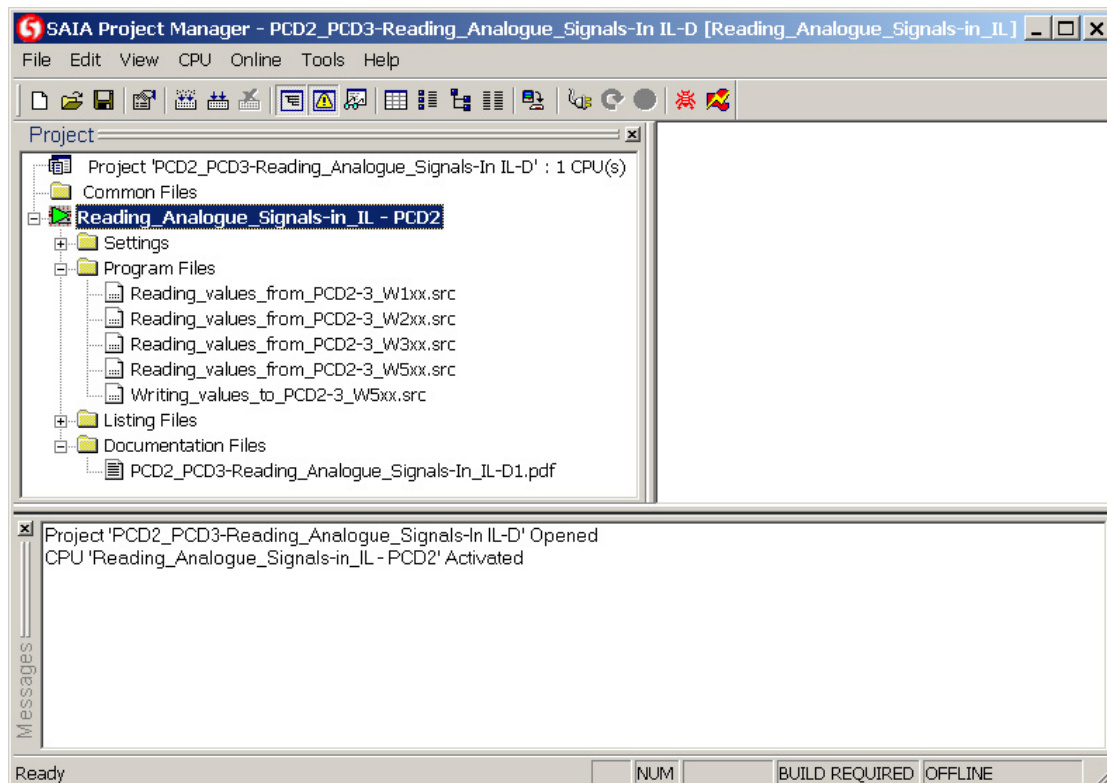 SAIA Project Manager - PCD2_PCD3-Reading_Analogue_Signals-In IL-D [Reading_Analogue_Signals-in_IL]
File Edit View CPU Online Tools Help
Project
Project 'PCD2_PCD3-Reading_Analogue_Signals-In IL-D' : 1 CPU(s)
Common Files
Reading_Analogue_Signals-in_IL - PCD2
Settings
Program Files
Reading_values_from_PCD2-3_W1xx.src
Reading_values_from_PCD2-3_W2xx.src
Reading_values_from_PCD2-3_W3xx.src
Reading_values_from_PCD2-3_W5xx.src
Writing_values_to_PCD2-3_W5xx.src
Listing Files
Documentation Files
PCD2_PCD3-Reading_Analogue_Signals-In_IL-D1.pdf
Project 'PCD2_PCD3-Reading_Analogue_Signals-In IL-D' Opened
CPU 'Reading_Analogue_Signals-in_IL - PCD2' Activated
Messages
Ready NUM BUILD REQUIRED OFFLINE